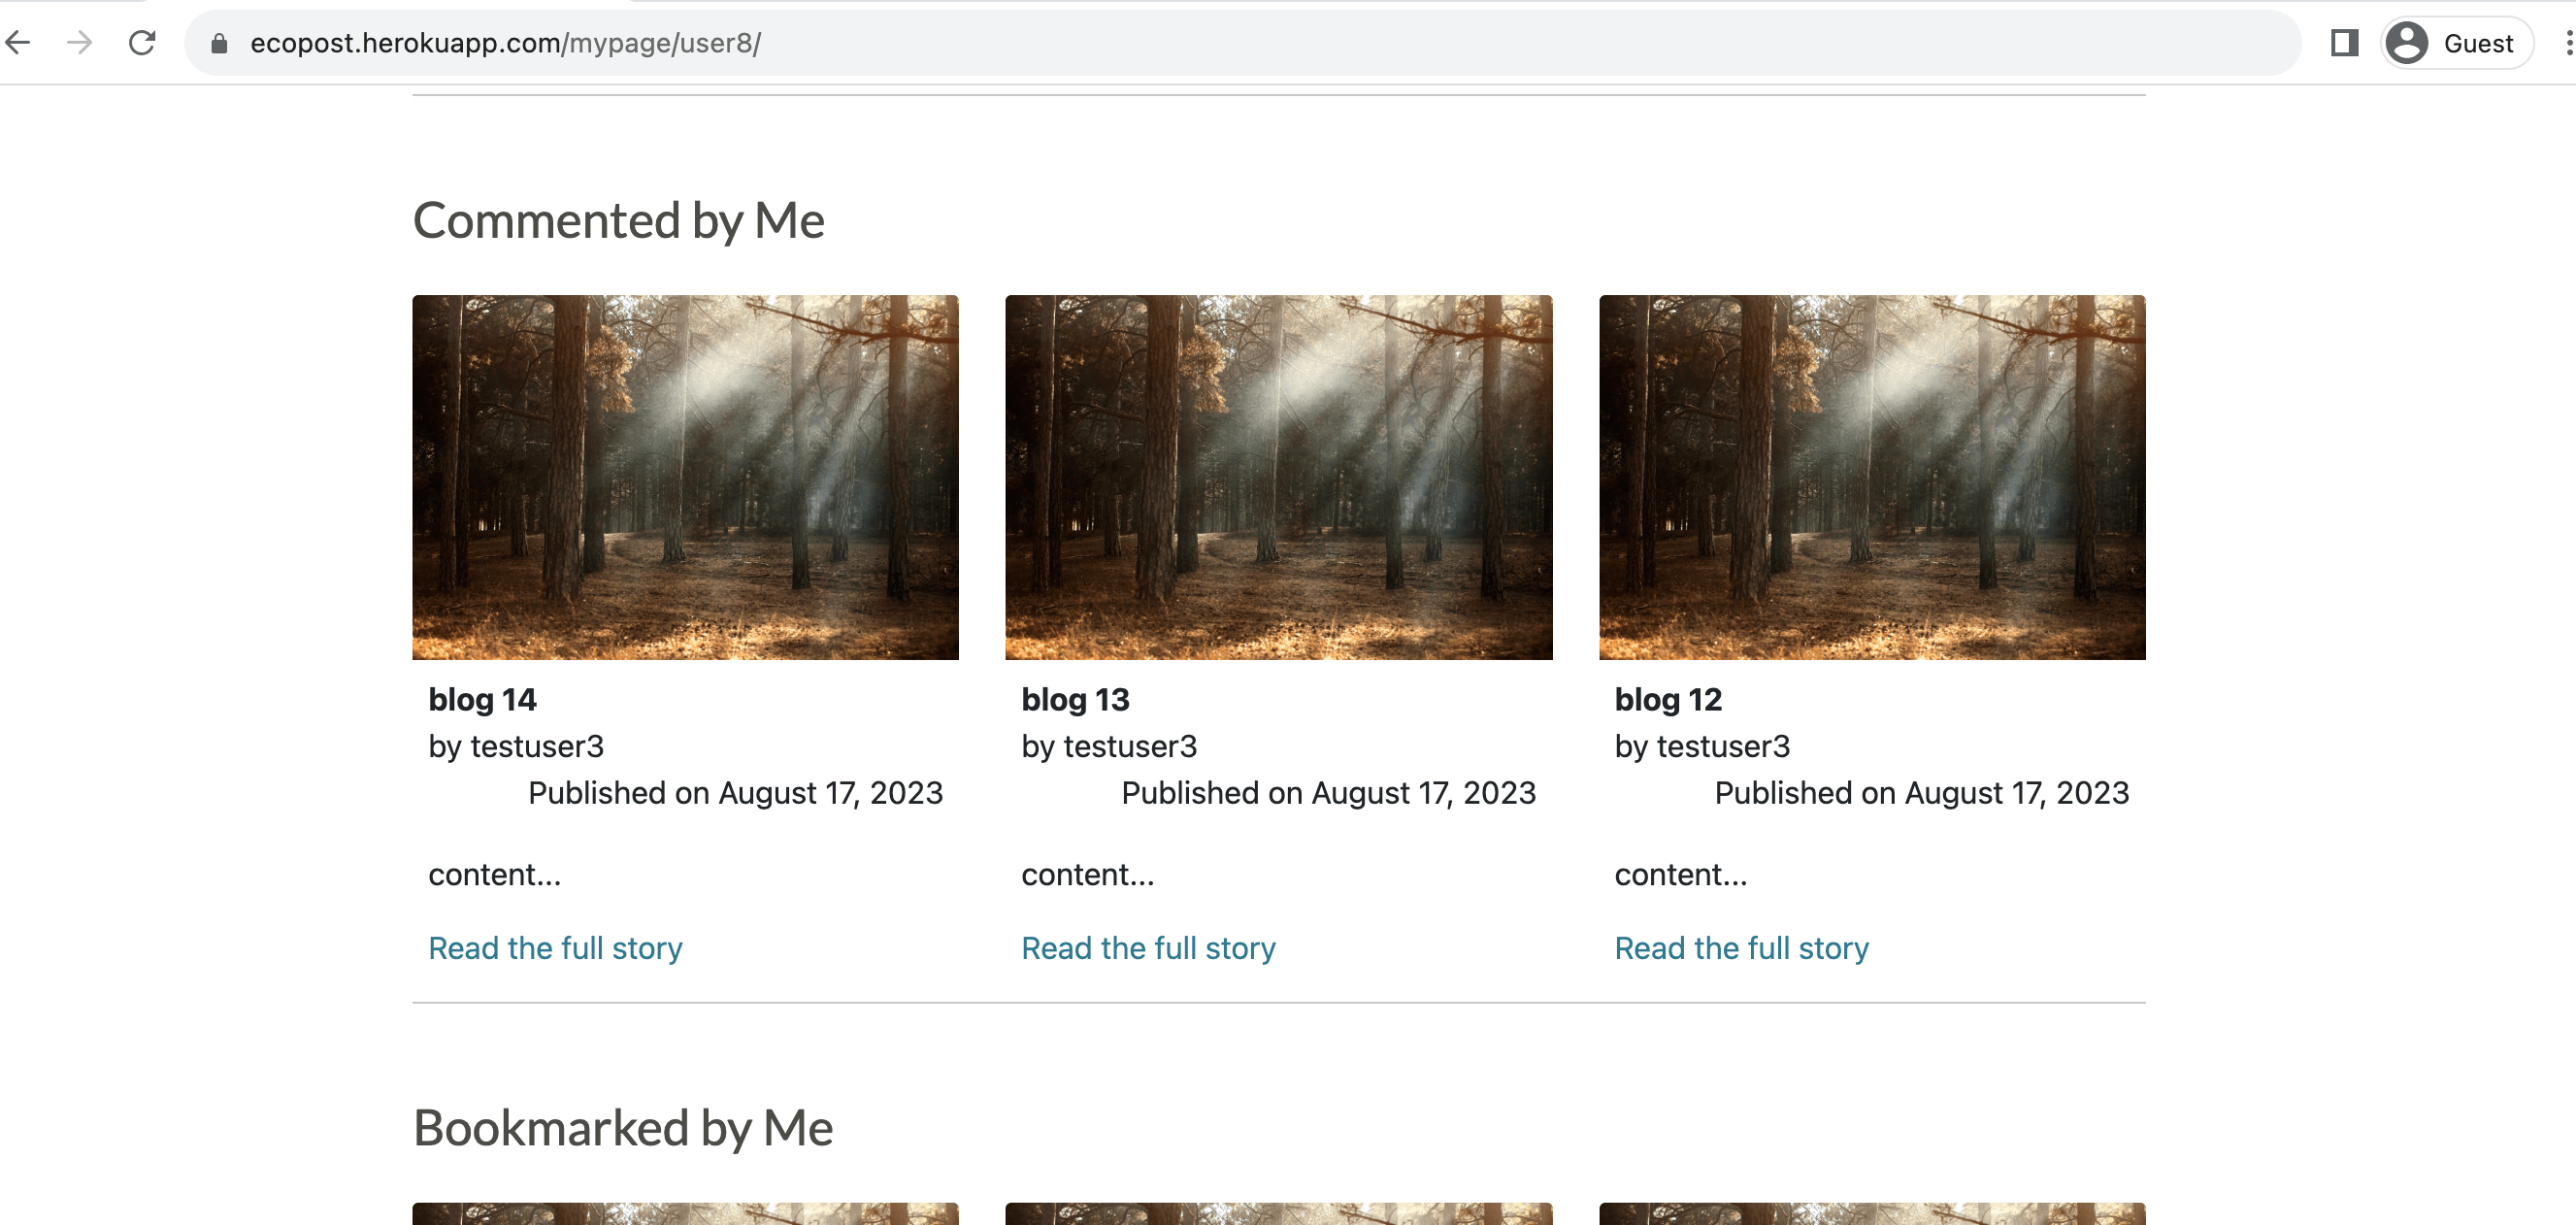 ecopost.herokuapp.com/mypage/user8/
Guest
Commented by Me
blog 14
by testuser3
Published on August 17, 2023
content...
Read the full story
blog 13
by testuser3
Published on August 17, 2023
content...
Read the full story
blog 12
by testuser3
Published on August 17, 2023
content...
Read the full story
Bookmarked by Me